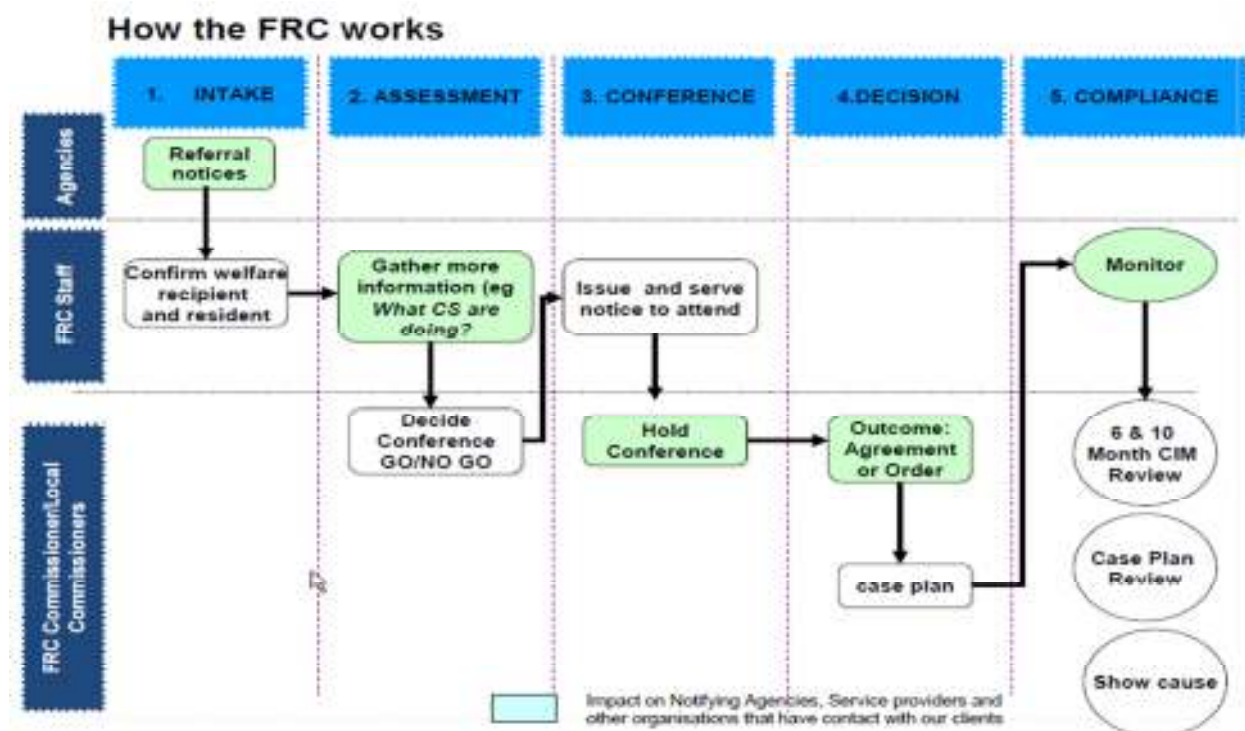 How the FRC works
1. INTAKE
2. ASSESSMENT
3. CONFERENCE
4.DECISION
5. COMPLIANCE
Agencies
Referral
notices
FRC Staff
Confirm welfare
recipient
and resident
Gather more
information (eg
What CS are
doing?
Issue and serve
notice to attend
Monitor
FRC Commissioner/Local
Commissioners
Decide
Conference
GO/NO GO
Hold
Conference
Outcome:
Agreement
or Order
case plan
6 & 10
Month CIM
Review
Case Plan
Review
Show cause
Impact on Notifying Agencies, Service providers and
other organisations that have contact with our clients